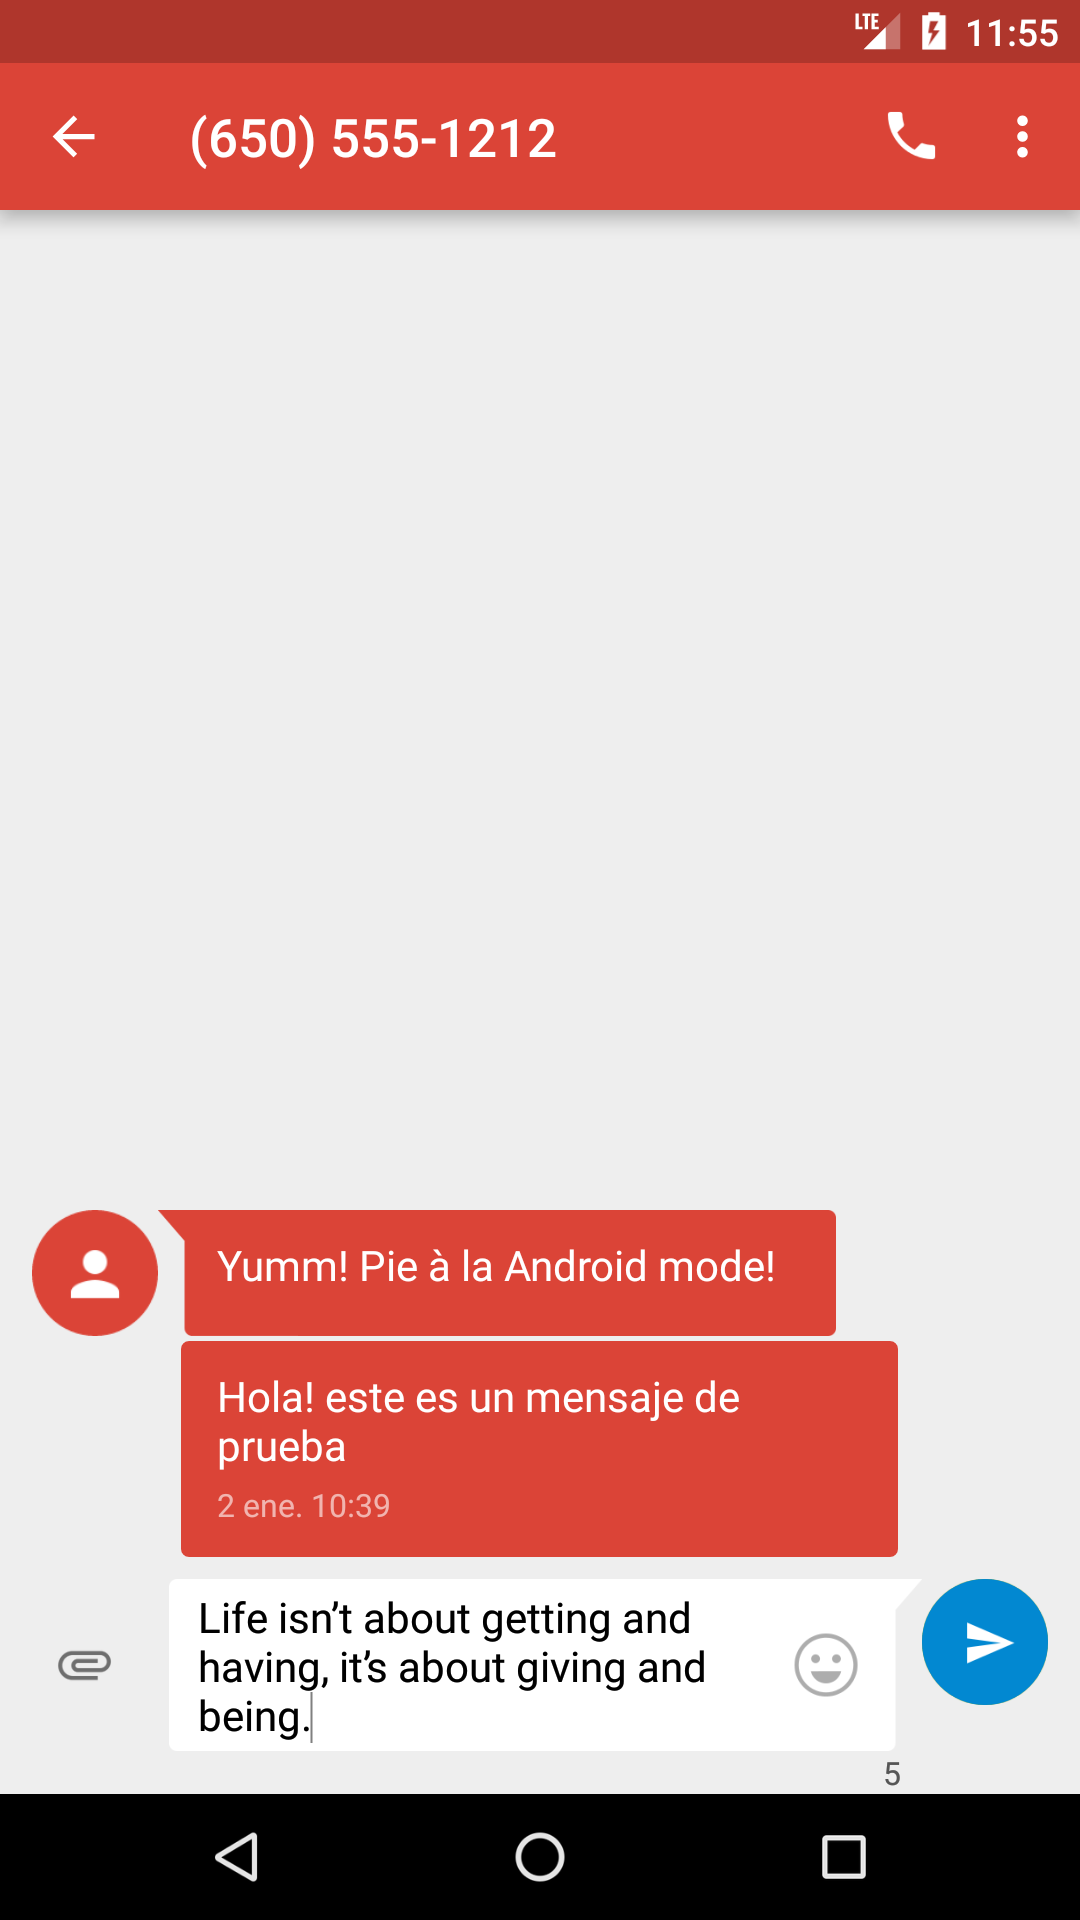 LTE 11:55
(650) 555-1212
Yumm! Pie à la Android mode!
Hola! este es un mensaje de
prueba
2 ene. 10:39
Life isn’t about getting and
having, it’s about giving and
being.
5